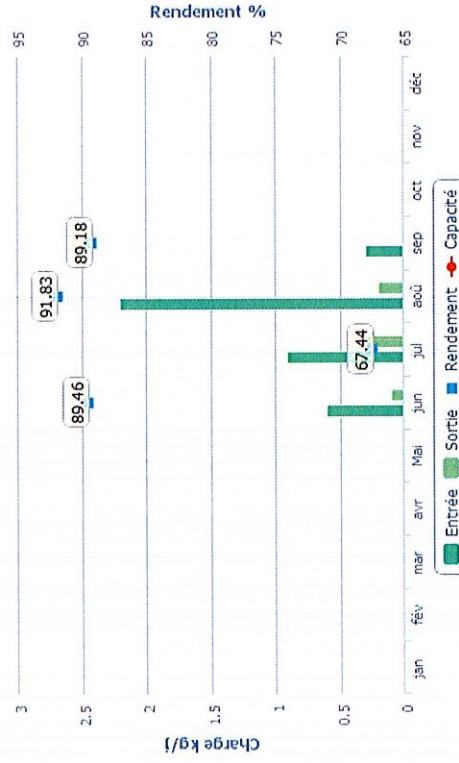 Rendement %
95
90
85
80
75
70
65
3
2.5
2
1.5
1
0.5
0
Charge kg/j
89.46
67.44
91.83
89.18
jan
fév
mar
avr
Mai
jun
jul
aoû
sep
oct
nov
déc
Entrée Sortie Rendement Capacité